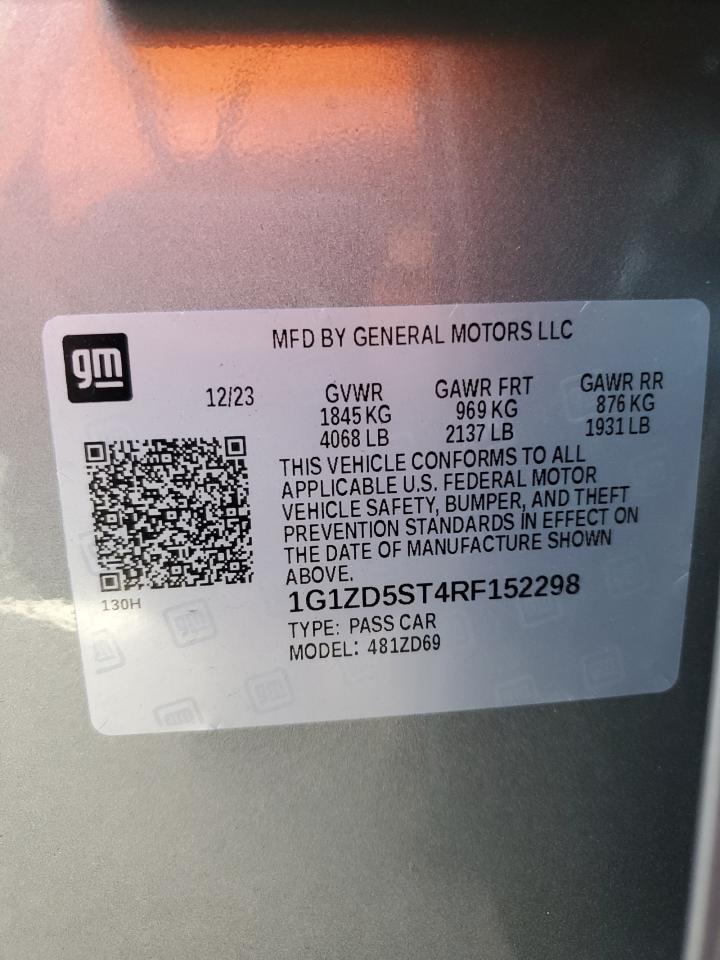 gm
MFD BY GENERAL MOTORS LLC
12/23
GVWR
1845 KG
4068 LB
GAWR FRT
969 KG
2137 LB
GAWR RR
876 KG
1931 LB
THIS VEHICLE CONFORMS TO ALL
APPLICABLE U.S. FEDERAL MOTOR
VEHICLE SAFETY, BUMPER, AND THEFT
PREVENTION STANDARDS IN EFFECT ON
THE DATE OF MANUFACTURE SHOWN
ABOVE.
130H
1G1ZD5ST4RF152298
TYPE: PASS CAR
MODEL: 481ZD69